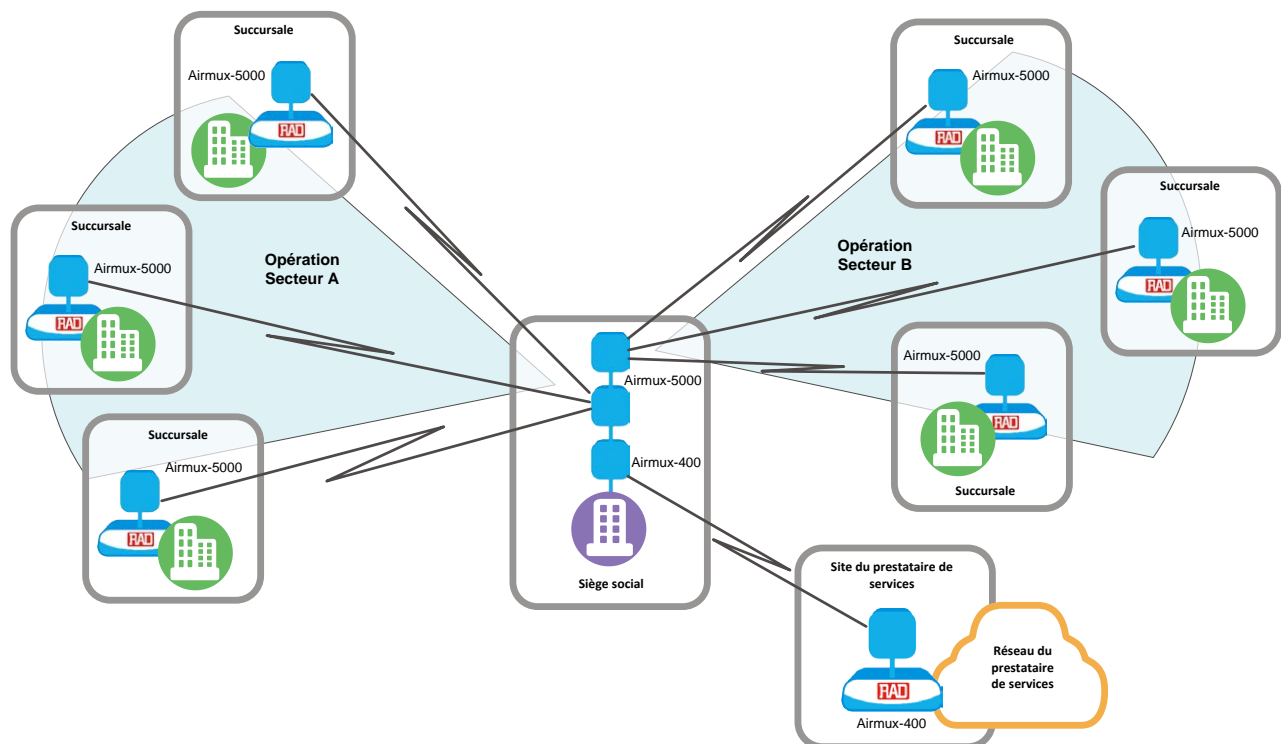 Succursale
Airmux-5000
RAD
Succursale
Airmux-5000
RAD
Succursale
Airmux-5000
RAD
Opération
Secteur A
Succursale
Airmux-5000
RAD
Succursale
Airmux-5000
RAD
Opération
Secteur B
Airmux-5000
RAD
Succursale
Airmux-5000
Airmux-400
Siège social
Site du prestataire de
services
RAD
Airmux-400
Réseau du
prestataire
de services